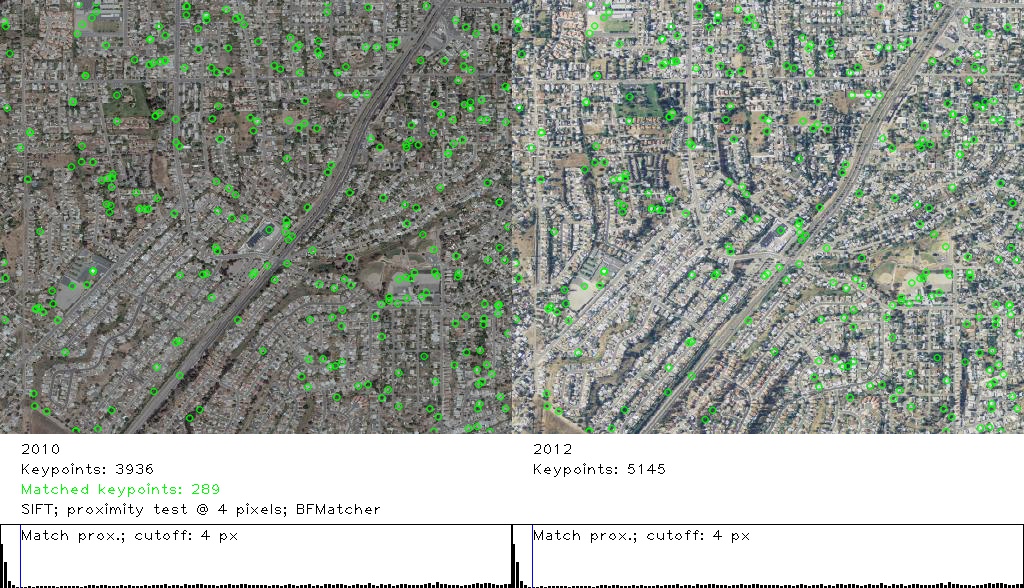 2010
Keypoints: 3936
Matched keypoints: 289
SIFT; proximity test @ 4 pixels; BFMatcher
2012
Keypoints: 5145
Match prox.; cutoff: 4 px
Match prox.; cutoff: 4 px